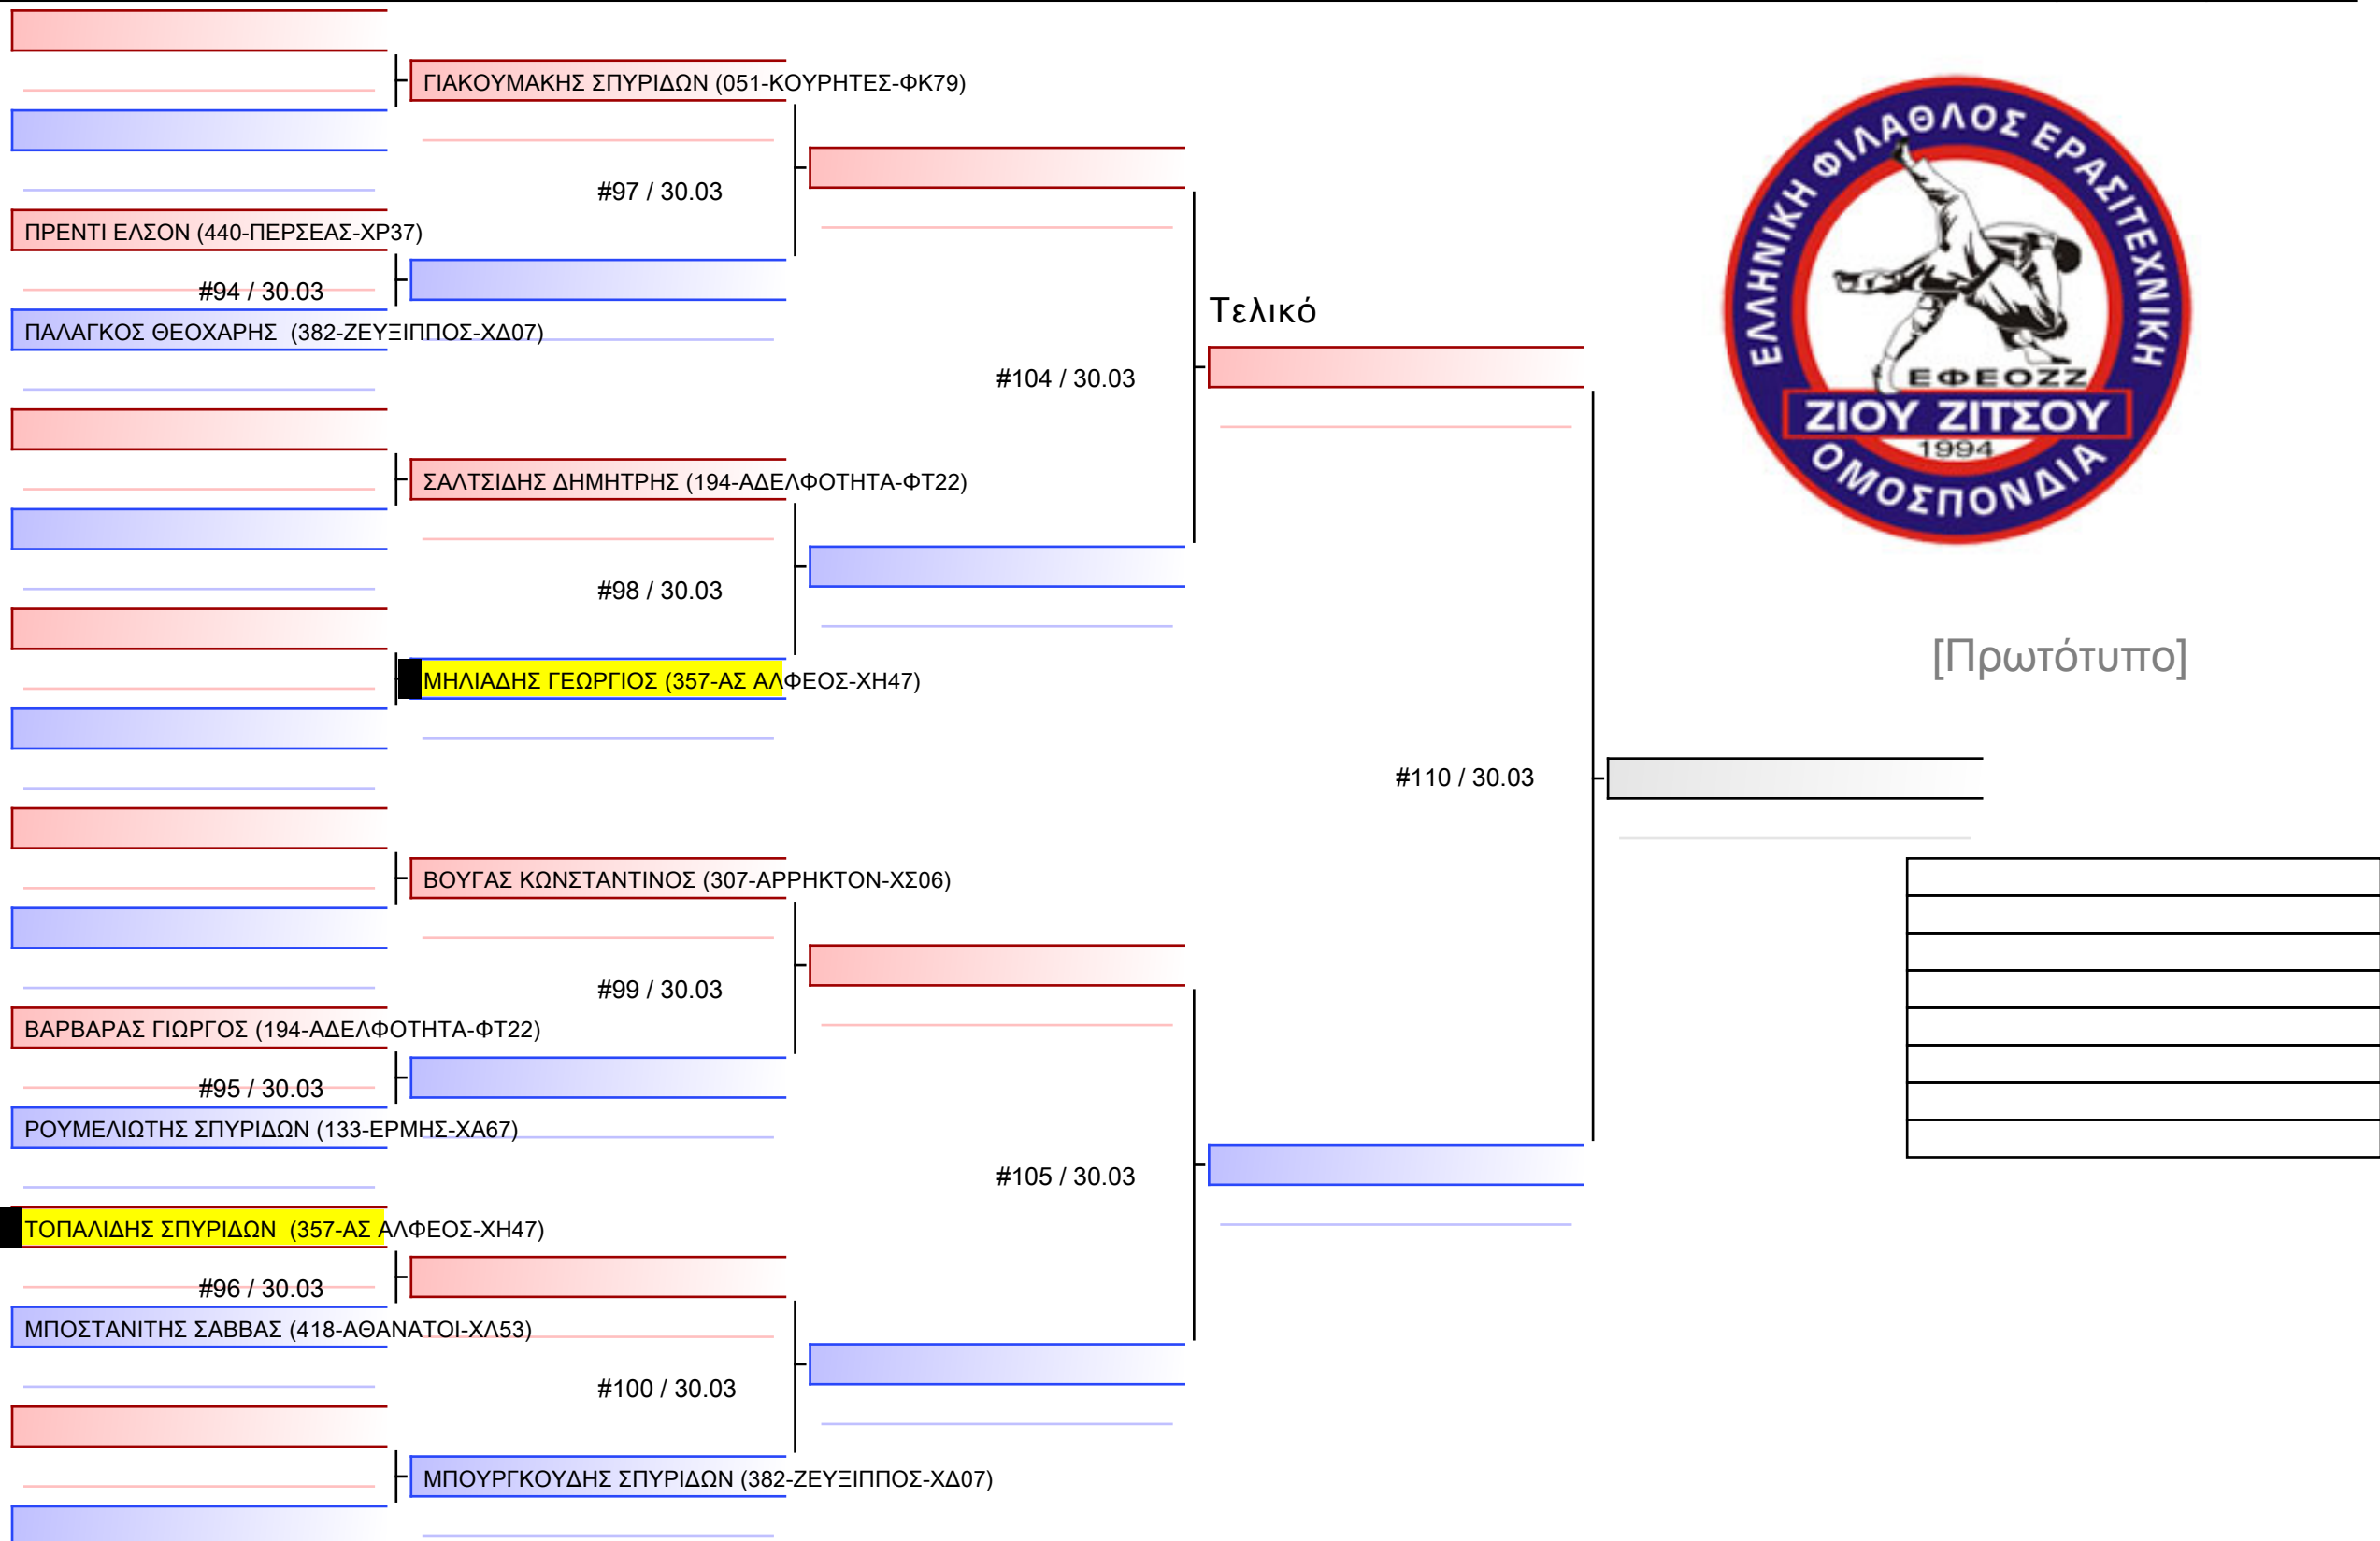 ΓΙΑΚΟΥΜΑΚΗΣ ΣΠΥΡΙΔΩΝ (051-ΚΟΥΡΗΤΕΣ-ΦΚ79)
#97 / 30.03
ΠΡΕΝΤΙ ΕΛΣΟΝ (440-ΠΕΡΣΕΑΣ-ΧΡ37)
#94 / 30.03
ΠΑΛΑΓΚΟΣ ΘΕΟΧΑΡΗΣ (382-ΖΕΥΞΙΠΠΟΣ-ΧΔ07)
Τελικό
#104 / 30.03
ΣΑΛΤΣΙΔΗΣ ΔΗΜΗΤΡΗΣ (194-ΑΔΕΛΦΟΤΗΤΑ-ΦΤ22)
#98 / 30.03
ΜΗΛΙΑΔΗΣ ΓΕΩΡΓΙΟΣ (357-ΑΣ ΑΛΦΕΟΣ-ΧΗ47)
ΕΛΛΗΝΙΚΗ ΦΙΛΑΘΛΟΣ ΕΡΑΣΙΤΕΧΝΙΚΗ
ΕΦΕΟΖΖ
ΖΙΟΥ ΖΙΤΣΟΥ
1994
ΟΜΟΣΠΟΝΔΙΑ
[Πρωτότυπο]
#110 / 30.03
ΒΟΥΓΑΣ ΚΩΝΣΤΑΝΤΙΝΟΣ (307-ΑΡΡΗΚΤΟΝ-ΧΣ06)
#99 / 30.03
ΒΑΡΒΑΡΑΣ ΓΙΩΡΓΟΣ (194-ΑΔΕΛΦΟΤΗΤΑ-ΦΤ22)
#95 / 30.03
ΡΟΥΜΕΛΙΩΤΗΣ ΣΠΥΡΙΔΩΝ (133-ΕΡΜΗΣ-ΧΑ67)
#105 / 30.03
ΤΟΠΑΛΙΔΗΣ ΣΠΥΡΙΔΩΝ (357-ΑΣ ΑΛΦΕΟΣ-ΧΗ47)
#96 / 30.03
ΜΠΟΣΤΑΝΙΤΗΣ ΣΑΒΒΑΣ (418-ΑΘΑΝΑΤΟΙ-ΧΛ53)
#100 / 30.03
ΜΠΟΥΡΓΚΟΥΔΗΣ ΣΠΥΡΙΔΩΝ (382-ΖΕΥΞΙΠΠΟΣ-ΧΔ07)